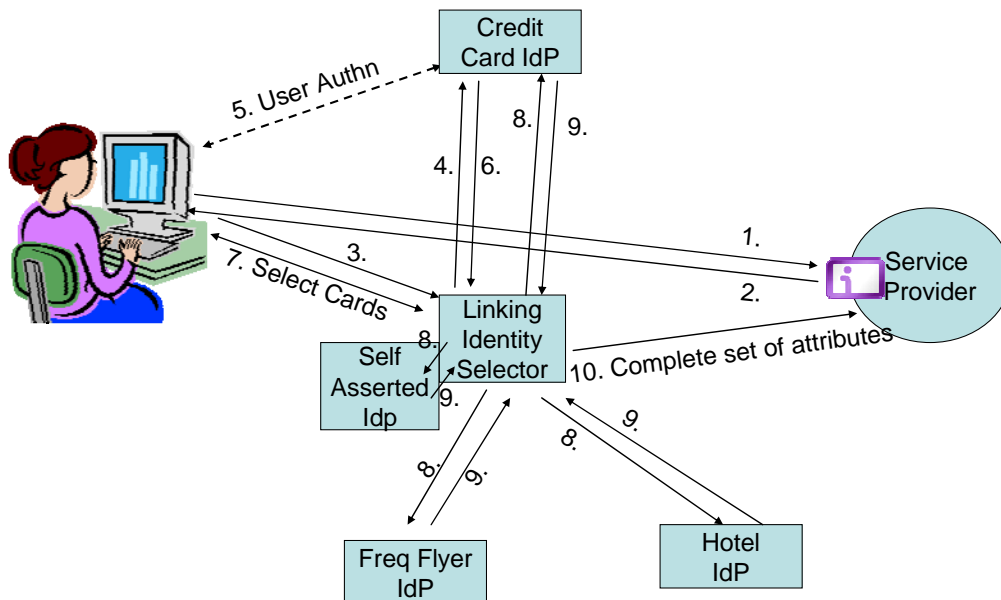 Credit
Card IdP
5. User Authn
4.
6.
8.
9.
1.
2.
Service
Provider
3.
7. Select Cards
Linking
Identity
Selector
8.
9.
Self
Asserted
Idp
10. Complete set of attributes
8.
9.
8.
9.
Freq Flyer
IdP
Hotel
IdP